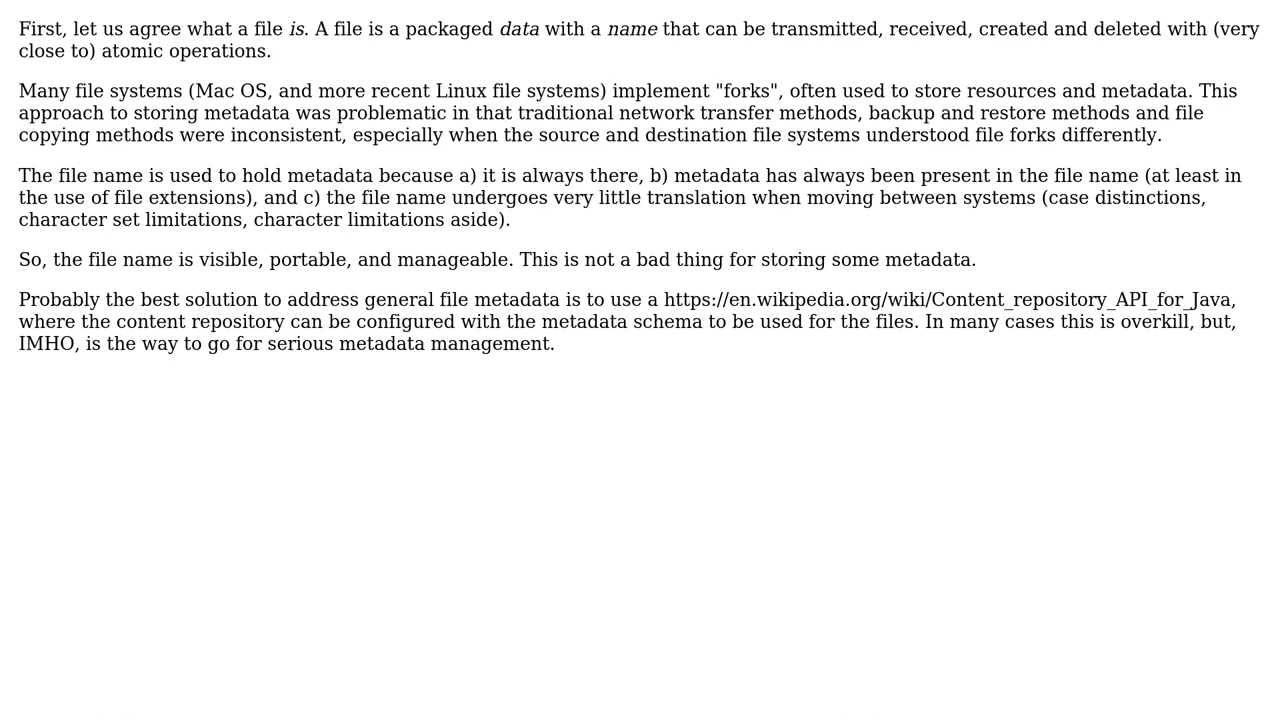 First, let us agree what a file is. A file is a packaged data with a name that can be transmitted, received, created and deleted with (very
close to) atomic operations.
Many file systems (Mac OS, and more recent Linux file systems) implement "forks", often used to store resources and metadata. This
approach to storing metadata was problematic in that traditional network transfer methods, backup and restore methods and file
copying methods were inconsistent, especially when the source and destination file systems understood file forks differently.
The file name is used to hold metadata because a) it is always there, b) metadata has always been present in the file name (at least in
the use of file extensions), and c) the file name undergoes very little translation when moving between systems (case distinctions,
character set limitations, character limitations aside).
So, the file name is visible, portable, and manageable. This is not a bad thing for storing some metadata.
Probably the best solution to address general file metadata is to use a https://en.wikipedia.org/wiki/Content_repository_API_for_Java,
where the content repository can be configured with the metadata schema to be used for the files. In many cases this is overkill, but,
IMHO, is the way to go for serious metadata management.